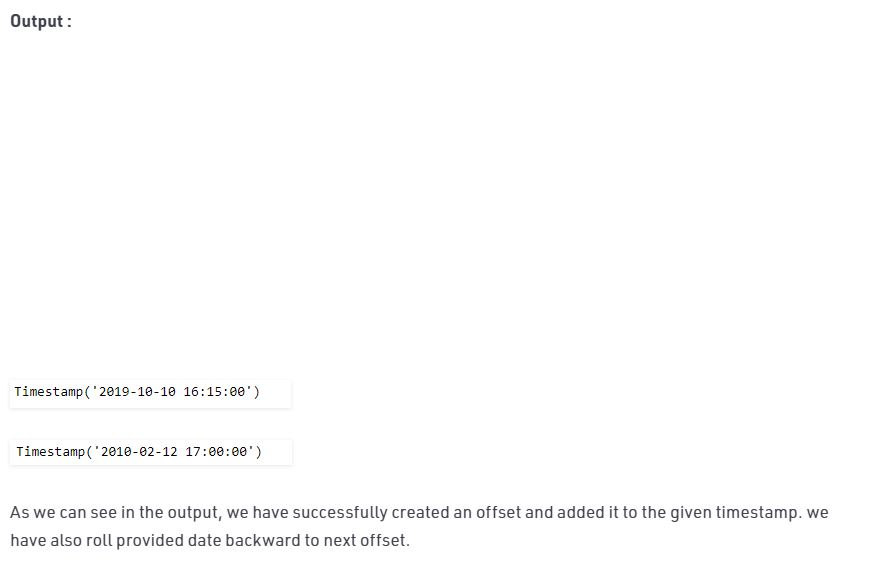 Output :
Timestamp('2019-10-10 16:15:00')
Timestamp('2010-02-12 17:00:00')
As we can see in the output, we have successfully created an offset and added it to the given timestamp. we
have also roll provided date backward to next offset.